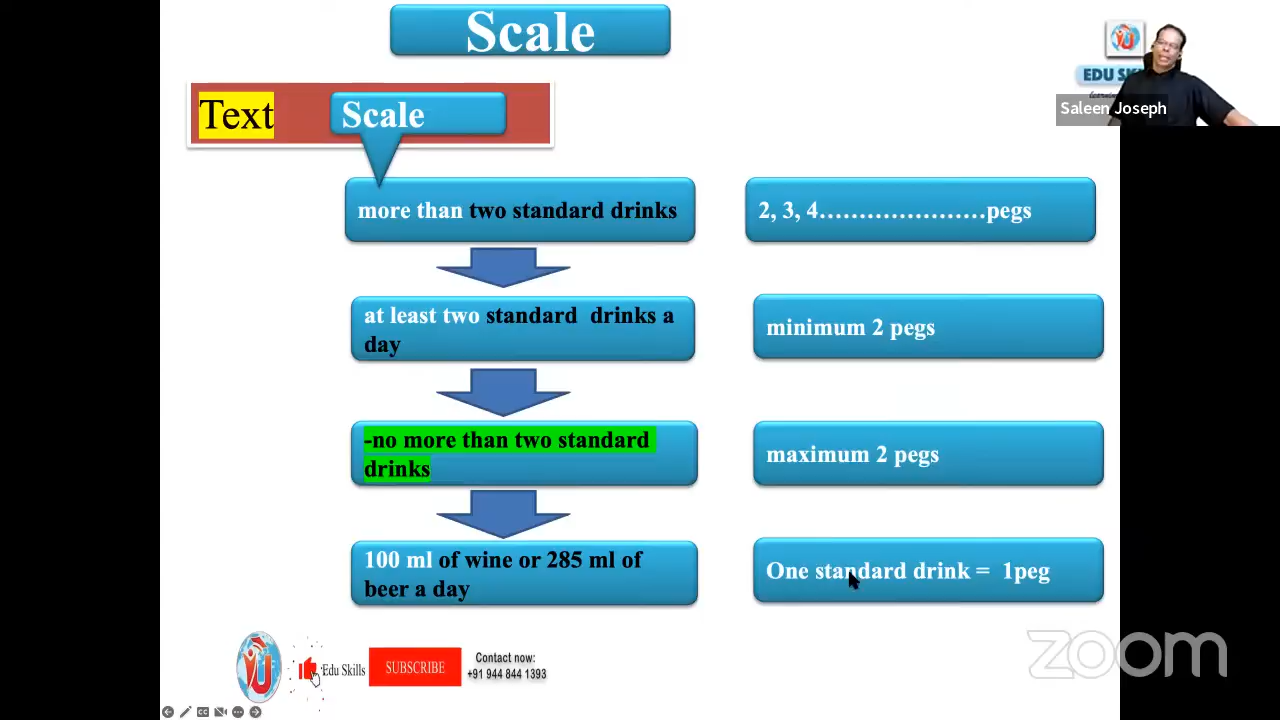 Scale
EDU SK
Saleen Joseph
Text
Scale
more than two standard drinks
2, 3, 4.....................pegs
at least two standard drinks a
day
minimum 2 pegs
-no more than two standard
drinks
maximum 2 pegs
100 ml of wine or 285 ml of
beer a day
One standard drink = 1peg
Edu Skills
SUBSCRIBE
Contact now:
+91 944 844 1393
zoom